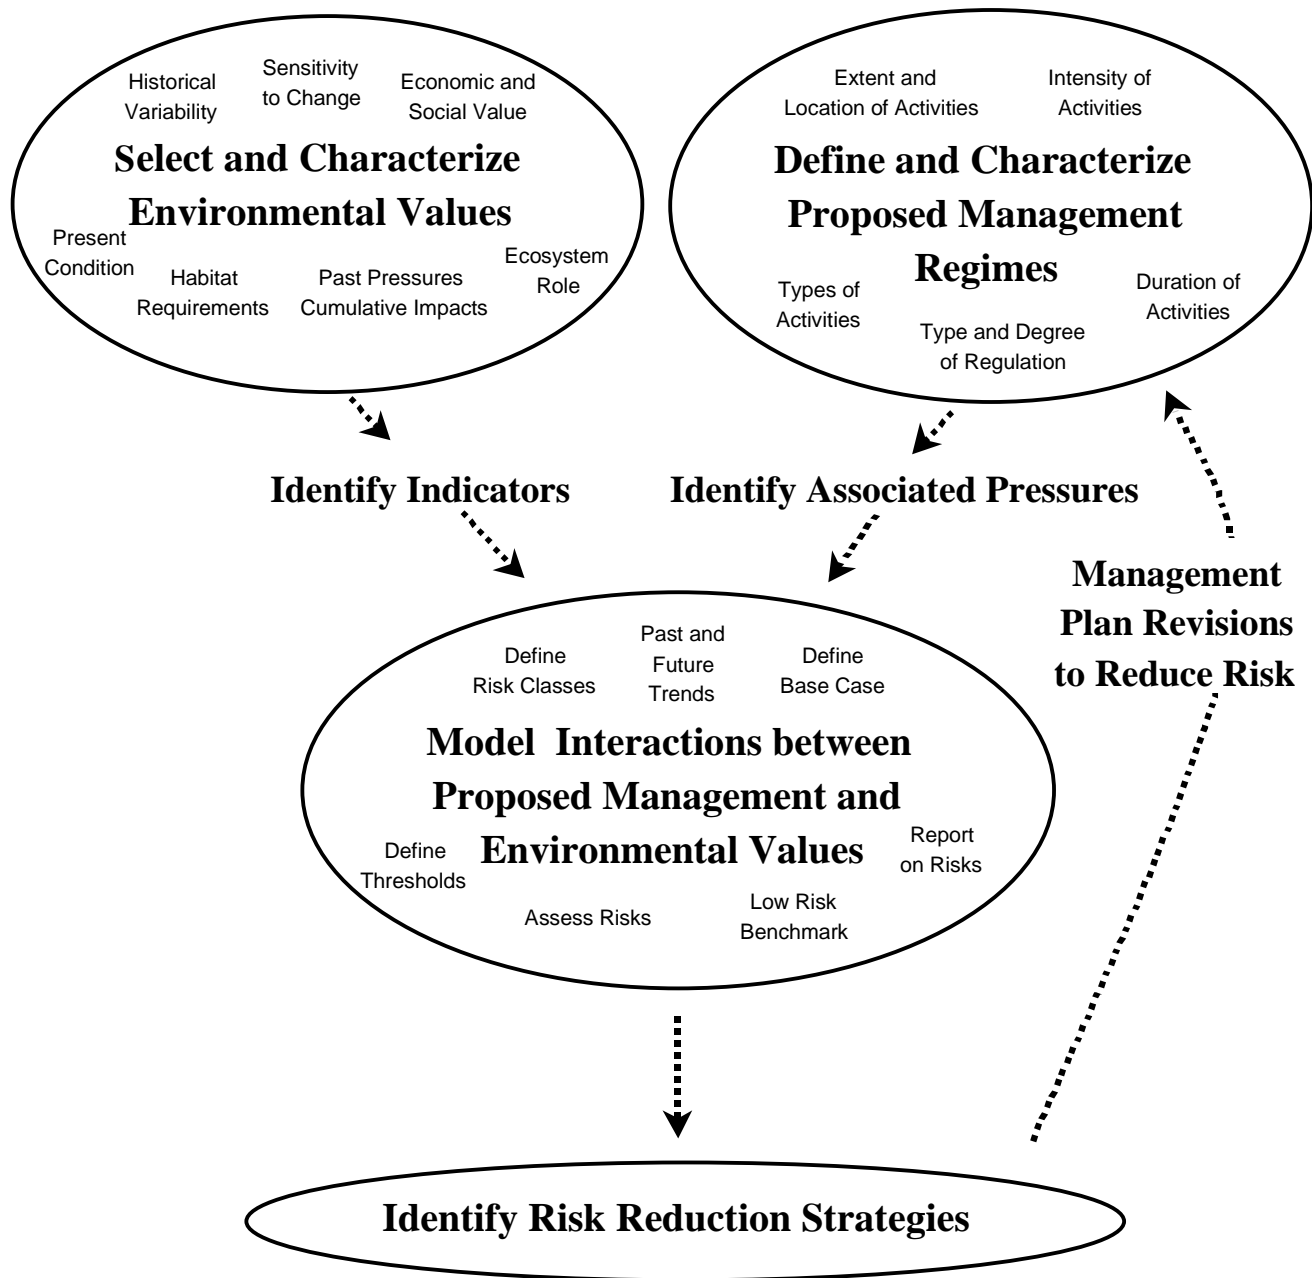 Historical
Variability
Sensitivity
to Change
Economic and
Social Value
Select and Characterize
Environmental Values
Present
Condition
Habitat
Requirements
Past Pressures
Cumulative Impacts
Ecosystem
Role
Extent and
Location of Activities
Intensity of
Activities
Define and Characterize
Proposed Management
Regimes
Types of
Activities
Type and Degree
of Regulation
Duration of
Activities
Identify Indicators
Identify Associated Pressures
Management
Plan Revisions
to Reduce Risk
Define
Risk Classes
Past and
Future
Trends
Define
Base Case
Model Interactions between
Proposed Management and
Environmental Values
Define
Thresholds
Assess Risks
Low Risk
Benchmark
Report
on Risks
Identify Risk Reduction Strategies